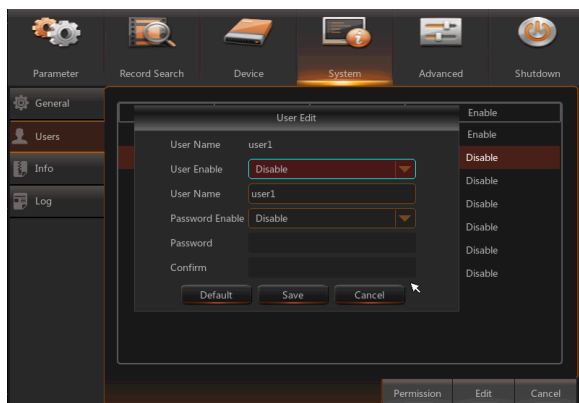 Parameter Record Search Device System Advance Shutdown
General
Users
Info
Log
User Edit
User Name user1
User Enable Disable
User Name user1
Password Enable Disable
Password
Confirm
Default Save Cancel
Enable
Enable
Disable
Disable
Disable
Disable
Disable
Disable
Permission Edit Cancel